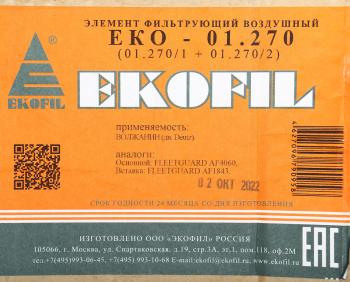 ЭЛЕМЕНТ ФИЛЬТРУЮЩИЙ ВОЗДУШНЫЙ
ЕКО - 01.270
(01.270/1 + 01.270/2)
EKOFIL
EKOFIL
применяемость:
ВОЛЖАНИН (дв. Deutz)
аналоги:
Основной: FLEETGUARD AF4060,
Вставка: FLEETGUARD AF1843.
02 ОКТ 2022
СРОК ГОДНОСТИ 24 МЕСЯЦА СО ДНЯ ИЗГОТОВЛЕНИЯ
ИЗГОТОВЛЕНО ООО «ЭКОФИЛ» РОССИЯ
105066, г. Москва, ул. Спартаковская, д.19, стр.3А, эт.1, пом.118, оф.2М
тел.+7(495)993-06-45, +7(495) 993-10-68 E-mail:ekofil@ekofil.ru, www.ekofil.ru
EAC